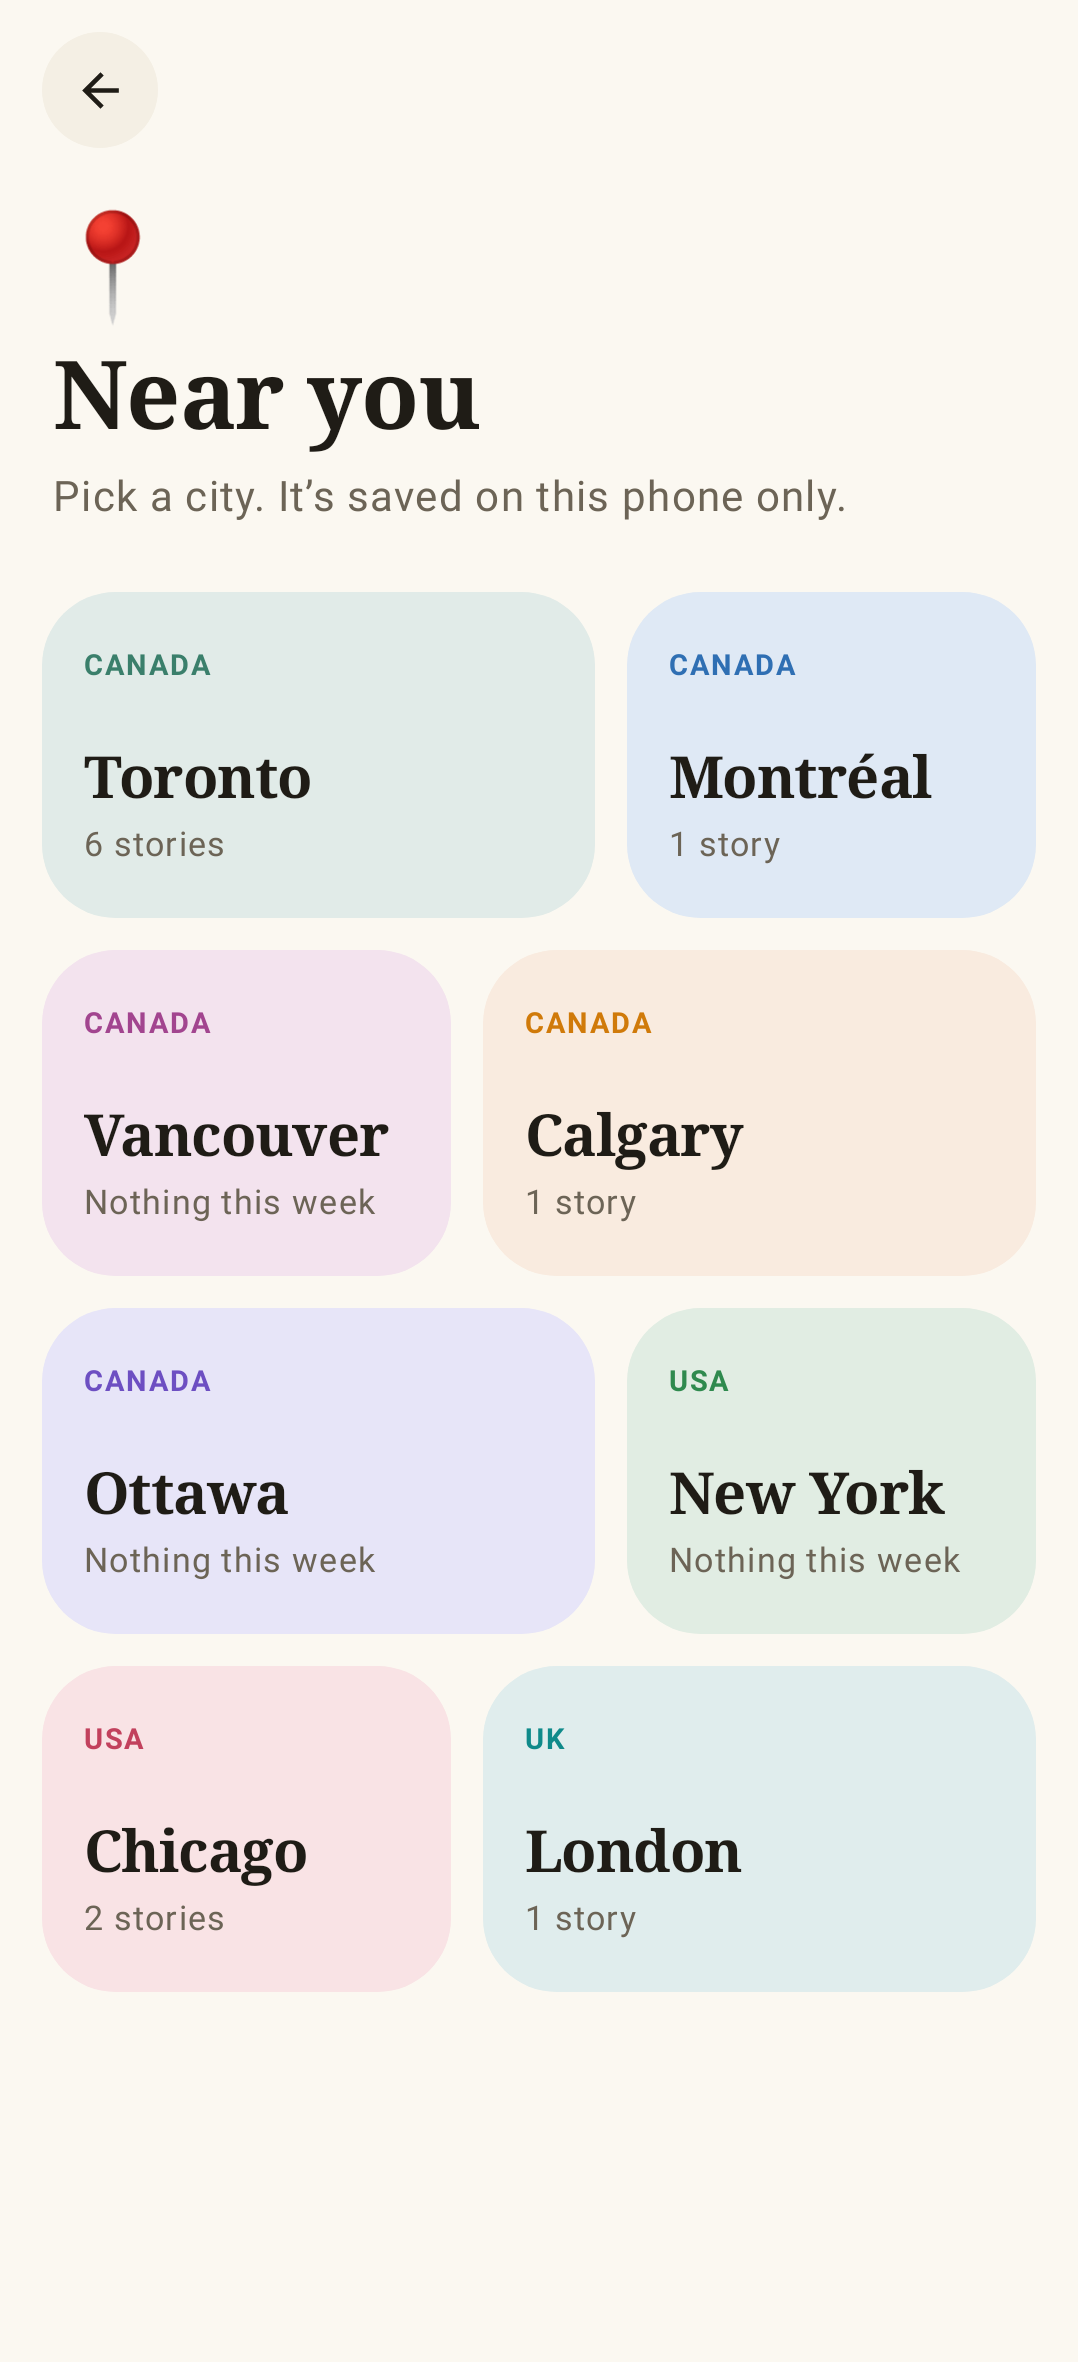 Near you
Pick a city. It’s saved on this phone only.
CANADA
Toronto
6 stories
CANADA
Montréal
1 story
CANADA
Vancouver
Nothing this week
CANADA
Calgary
1 story
CANADA
Ottawa
Nothing this week
USA
New York
Nothing this week
USA
Chicago
2 stories
UK
London
1 story